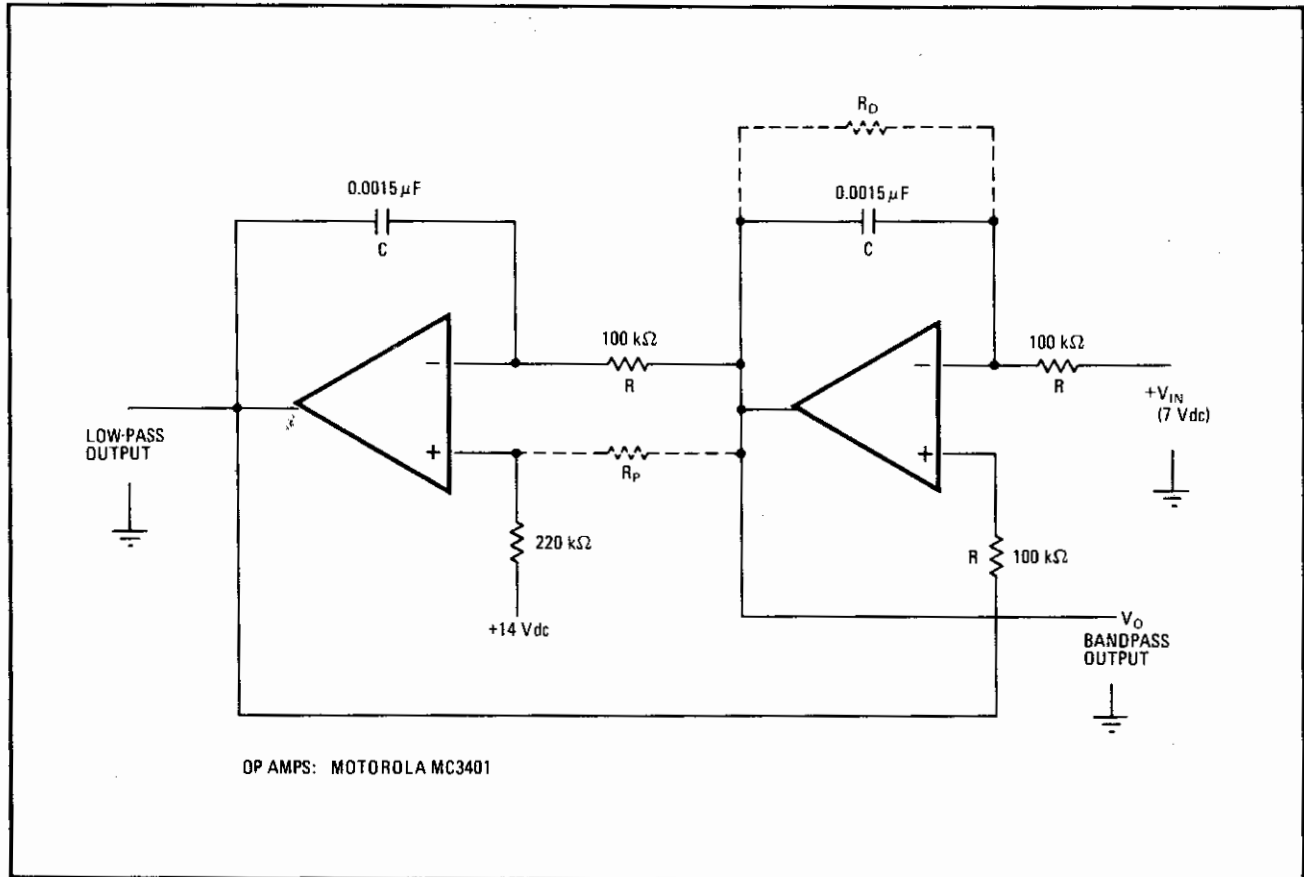 R_D
0.0015 μF
C
0.0015 μF
C
100 kΩ
R
100 kΩ
R
+V_IN
(7 Vdc)
LOW-PASS
OUTPUT
−
+
−
+
R_P
220 kΩ
+14 Vdc
R 100 kΩ
V_O
BANDPASS
OUTPUT
OP AMPS: MOTOROLA MC3401